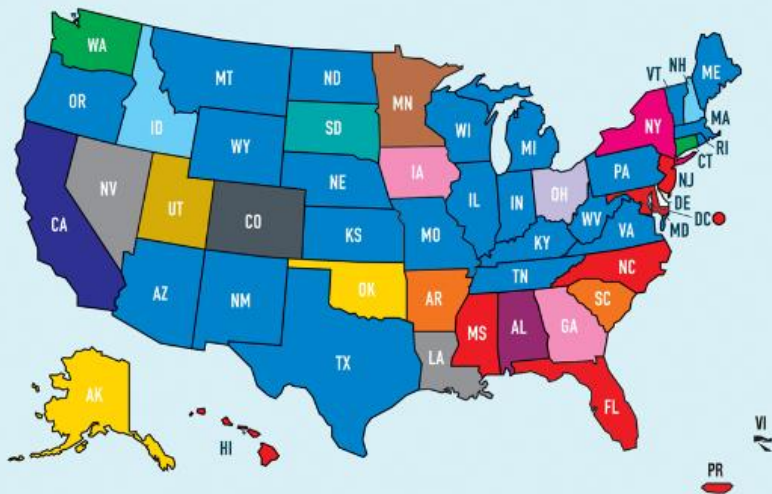 WA
MT
ND
MN
VT
NH
ME
OR
ID
SD
WI
MI
NY
MA
RI
CT
WY
IA
PA
NJ
NV
UT
NE
IL
IN
OH
DE
DC
MD
CA
CO
KS
MO
WV
VA
KY
AZ
NM
OK
AR
TN
NC
SC
TX
LA
MS
AL
GA
FL
AK
HI
VI
PR